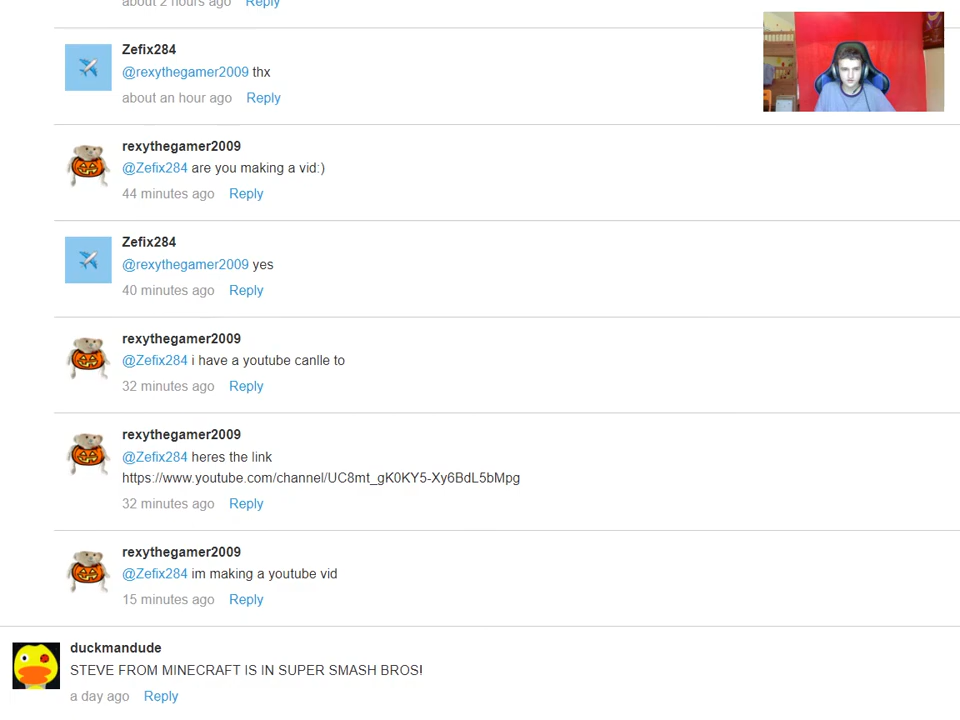 about 2 hours ago Reply
Zefix284
@rexythegamer2009 thx
about an hour ago Reply
rexythegamer2009
@Zefix284 are you making a vid:)
44 minutes ago Reply
Zefix284
@rexythegamer2009 yes
40 minutes ago Reply
rexythegamer2009
@Zefix284 i have a youtube canlle to
32 minutes ago Reply
rexythegamer2009
@Zefix284 heres the link
https://www.youtube.com/channel/UC8mt_gK0KY5-Xy6BdL5bMpg
32 minutes ago Reply
rexythegamer2009
@Zefix284 im making a youtube vid
15 minutes ago Reply
duckmandude
STEVE FROM MINECRAFT IS IN SUPER SMASH BROS!
a day ago Reply